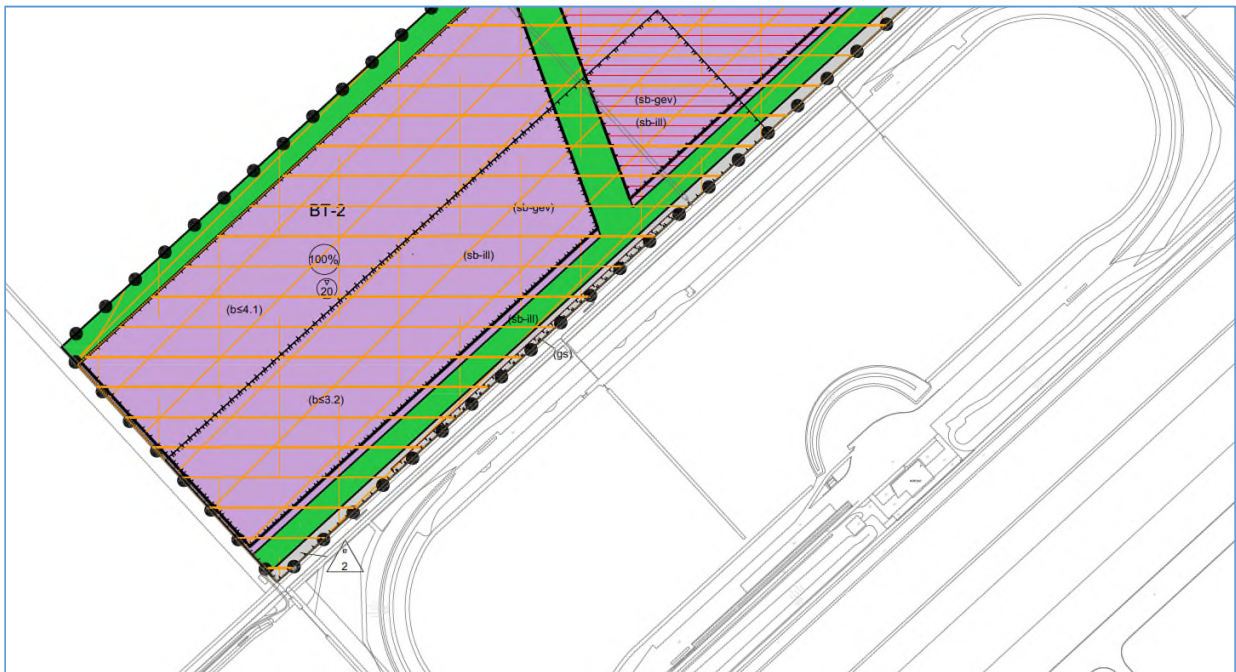 (sb-gev)
(sb-ill)
BT-2
(sb-gev)
(sb-ill)
100%
20
(b≤4.1)
(sb-ill)
(gs)
(b≤3.2)
2